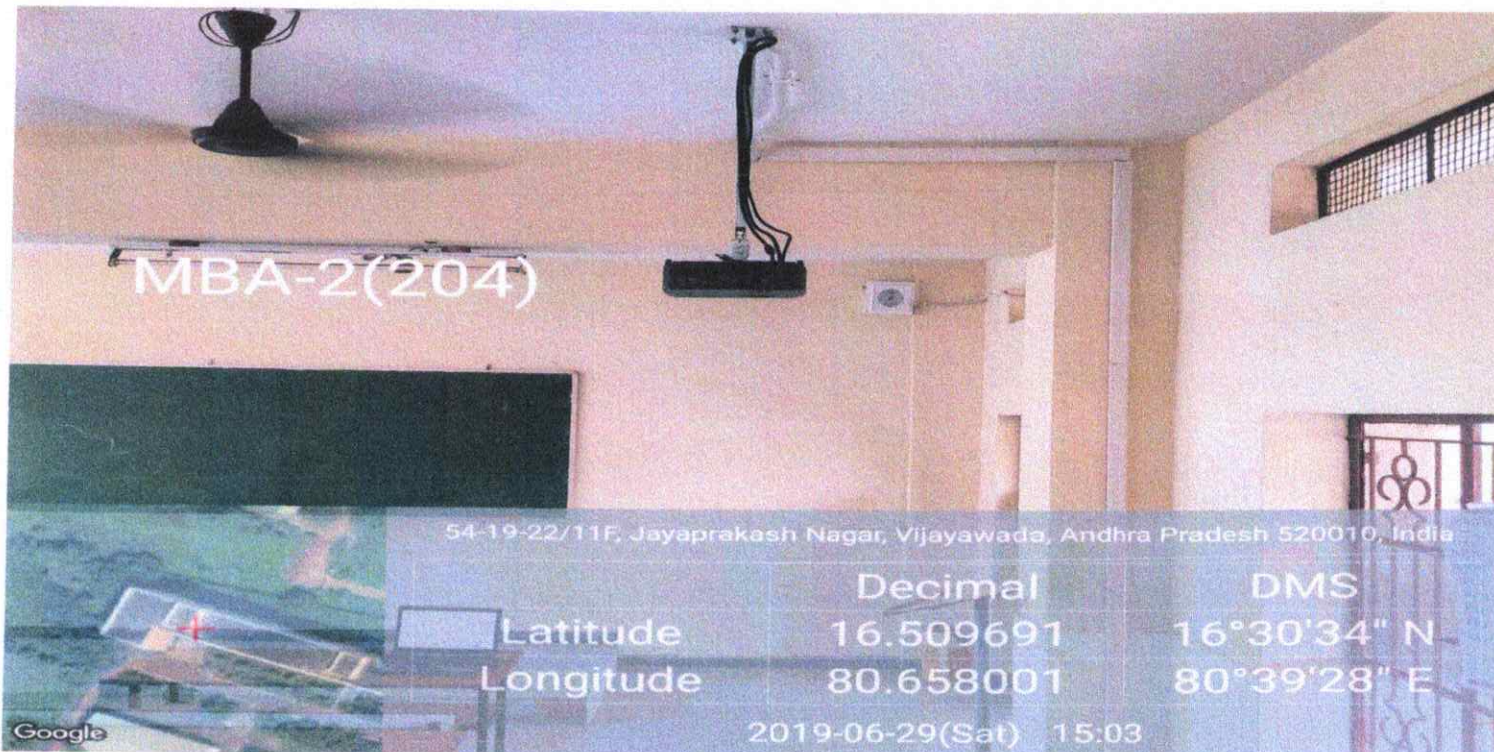 MBA-2(204)
54-19-22/11F, Jayaprakash Nagar, Vijayawada, Andhra Pradesh 520010, India
Decimal DMS
Latitude 16.509691 16°30'34" N
Longitude 80.658001 80°39'28" E
2019-06-29(Sat) 15:03
Google